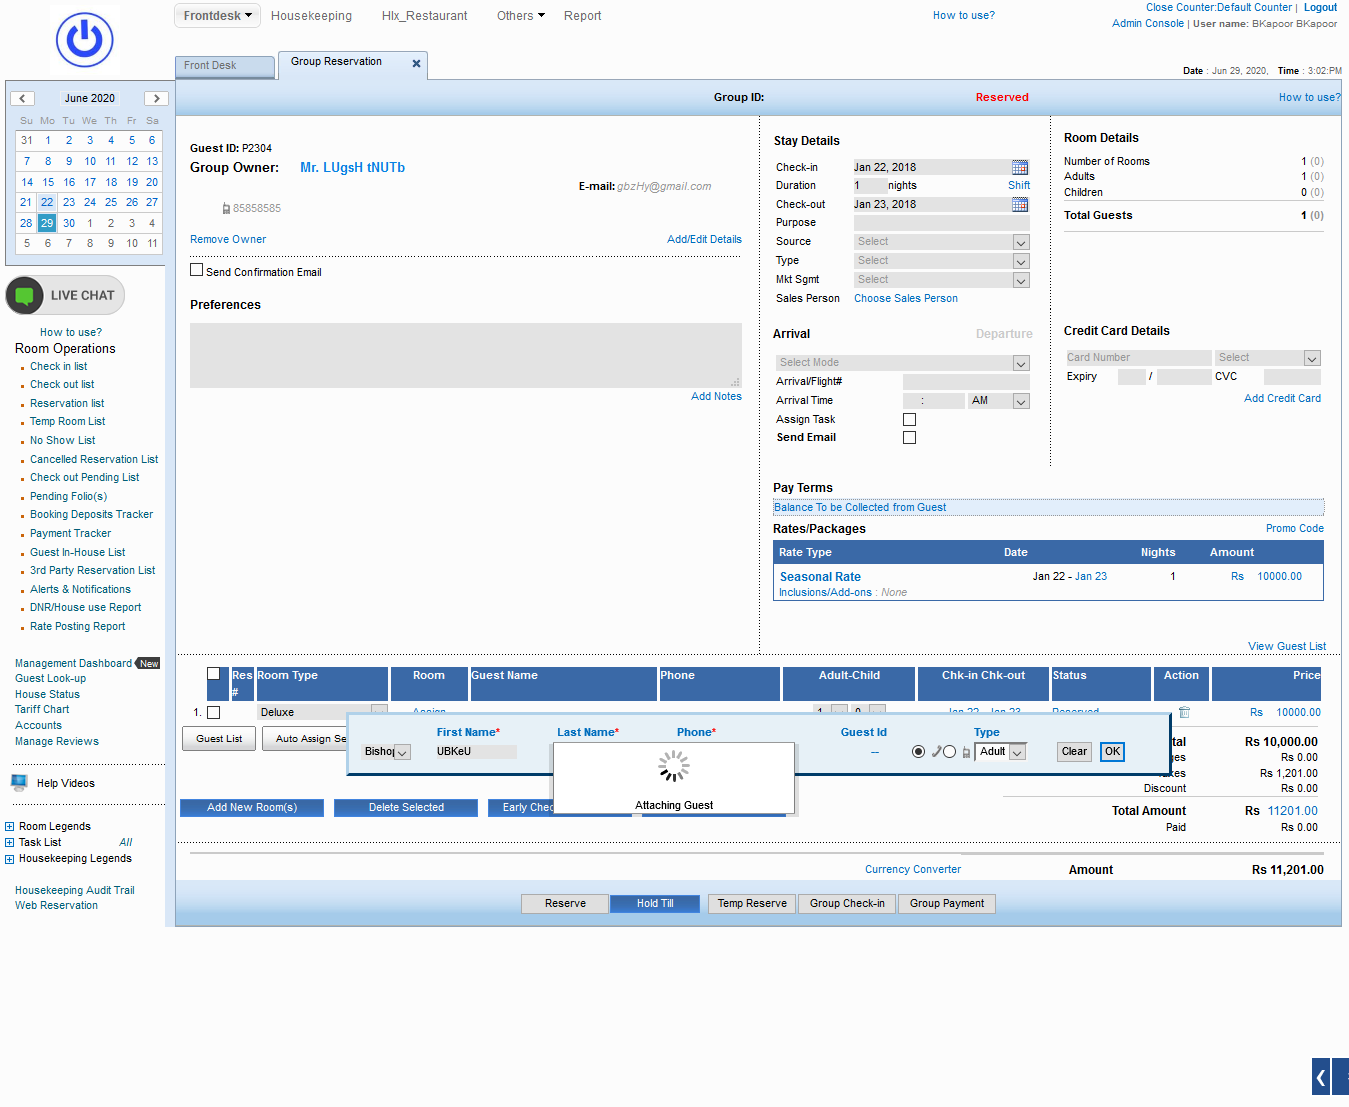 Frontdesk
Housekeeping
Hlx_Restaurant
Others
Report
How to use?
Close Counter:Default Counter | Logout
Admin Console | User name: BKapoor BKapoor
Front Desk
Group Reservation
Date : Jun 29, 2020, Time : 3:02:PM
June 2020
Su Mo Tu We Th Fr Sa
31 1 2 3 4 5 6
7 8 9 10 11 12 13
14 15 16 17 18 19 20
21 22 23 24 25 26 27
28 29 30 1 2 3 4
5 6 7 8 9 10 11
LIVE CHAT
How to use?
Room Operations
Check in list
Check out list
Reservation list
Temp Room List
No Show List
Cancelled Reservation List
Check out Pending List
Pending Folio(s)
Booking Deposits Tracker
Payment Tracker
Guest In-House List
3rd Party Reservation List
Alerts & Notifications
DNR/House use Report
Rate Posting Report
Management Dashboard New
Guest Look-up
House Status
Tariff Chart
Accounts
Manage Reviews
Help Videos
Room Legends
Task List All
Housekeeping Legends
Housekeeping Audit Trail
Web Reservation
Group ID:
Reserved
How to use?
Guest ID: P2304
Group Owner: Mr. LUgsH tNUTb
E-mail: gbzHy@gmail.com
85858585
Remove Owner
Add/Edit Details
Send Confirmation Email
Preferences
Add Notes
Stay Details
Check-in Jan 22, 2018
Duration 1 nights Shift
Check-out Jan 23, 2018
Purpose
Source Select
Type Select
Mkt Sgmt Select
Sales Person Choose Sales Person
Arrival Departure
Select Mode
Arrival/Flight#
Arrival Time : AM
Assign Task
Send Email
Room Details
Number of Rooms 1 (0)
Adults 1 (0)
Children 0 (0)
Total Guests 1 (0)
Credit Card Details
Card Number Select
Expiry / CVC
Add Credit Card
Pay Terms
Balance To be Collected from Guest
Rates/Packages Promo Code
Rate Type Date Nights Amount
Seasonal Rate Jan 22 - Jan 23 1 Rs 10000.00
Inclusions/Add-ons : None
View Guest List
Res # Room Type Room Guest Name Phone Adult-Child Chk-in Chk-out Status Action Price
1. Deluxe Assign 1 0 Jan 22 - Jan 23 Reserved Rs 10000.00
Guest List
First Name* Last Name* Phone* Guest Id Type
UBKeU -- Adult Clear OK
Attaching Guest
Rs 10,000.00
Rs 0.00
Rs 1,201.00
Discount Rs 0.00
Add New Room(s)
Delete Selected
Total Amount Rs 11201.00
Paid Rs 0.00
Currency Converter Amount Rs 11,201.00
Reserve
Hold Till
Temp Reserve
Group Check-in
Group Payment